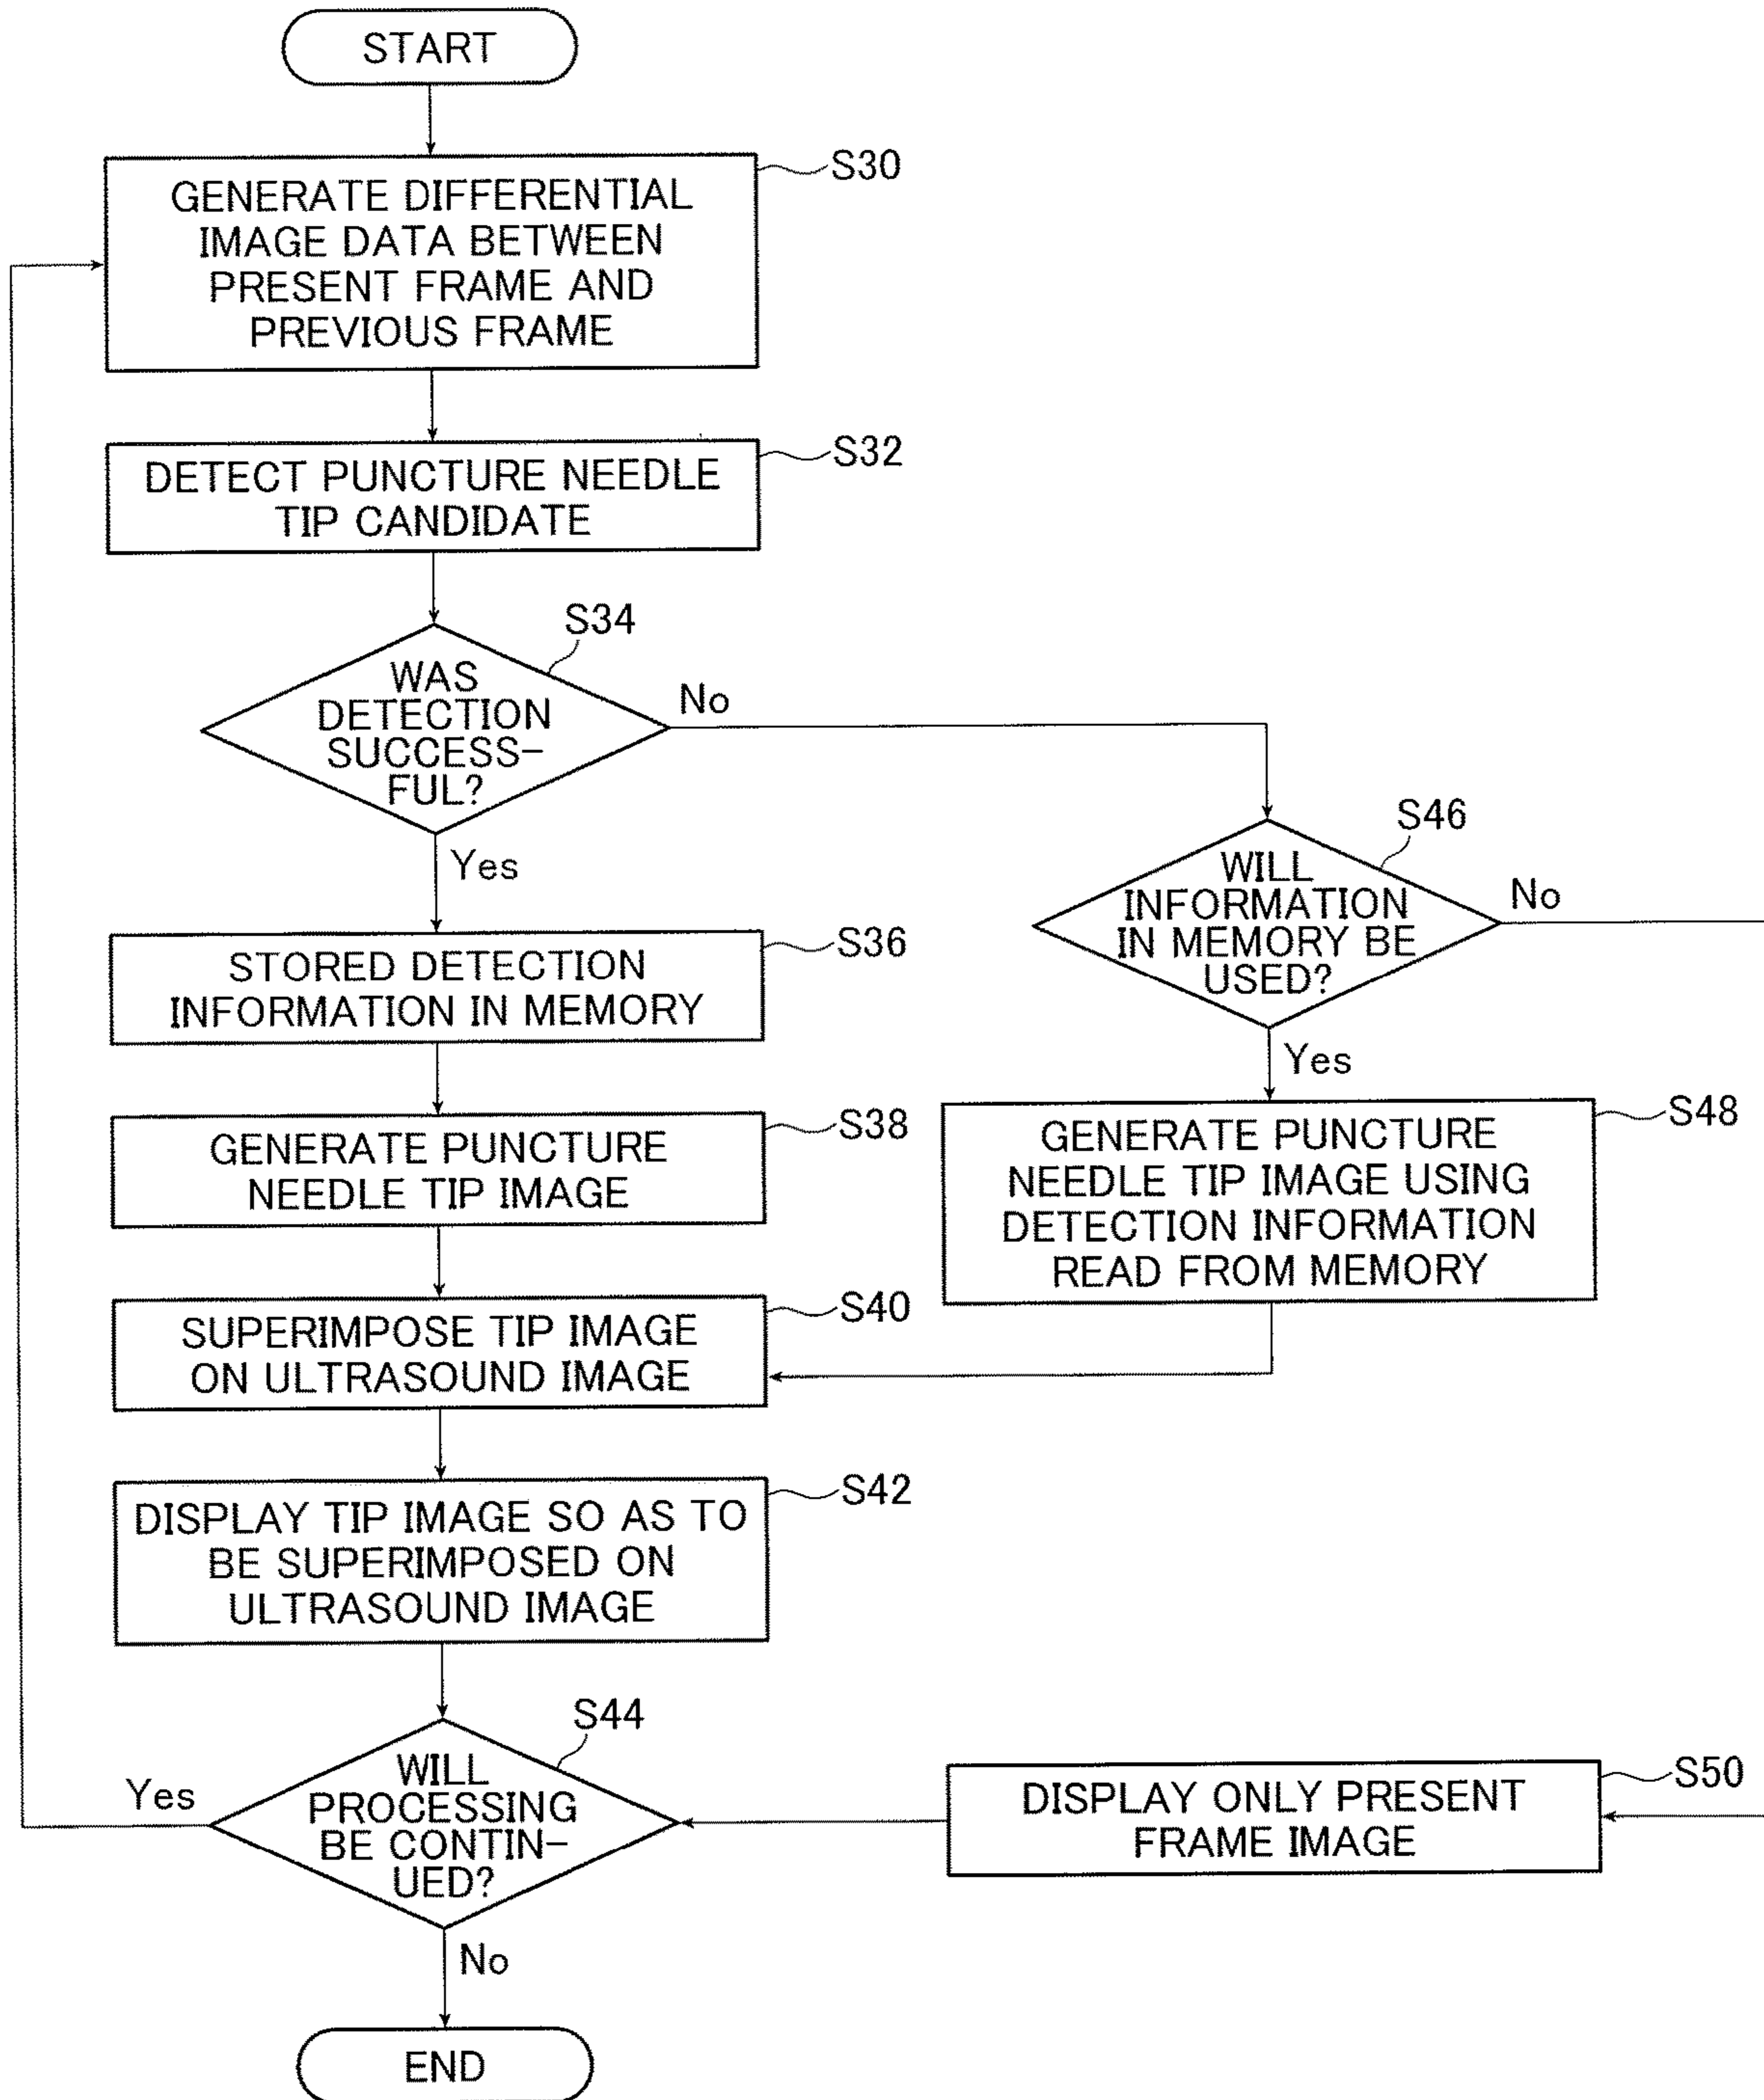 START
S30
GENERATE DIFFERENTIAL
IMAGE DATA BETWEEN
PRESENT FRAME AND
PREVIOUS FRAME
S32
DETECT PUNCTURE NEEDLE
TIP CANDIDATE
S34
WAS
DETECTION
SUCCESS-
FUL?
No
Yes
S46
WILL
INFORMATION
IN MEMORY BE
USED?
No
Yes
S36
STORED DETECTION
INFORMATION IN MEMORY
S38
GENERATE PUNCTURE
NEEDLE TIP IMAGE
S48
GENERATE PUNCTURE
NEEDLE TIP IMAGE USING
DETECTION INFORMATION
READ FROM MEMORY
S40
SUPERIMPOSE TIP IMAGE
ON ULTRASOUND IMAGE
S42
DISPLAY TIP IMAGE SO AS TO
BE SUPERIMPOSED ON
ULTRASOUND IMAGE
S44
WILL
PROCESSING
BE CONTIN-
UED?
Yes
No
S50
DISPLAY ONLY PRESENT
FRAME IMAGE
END